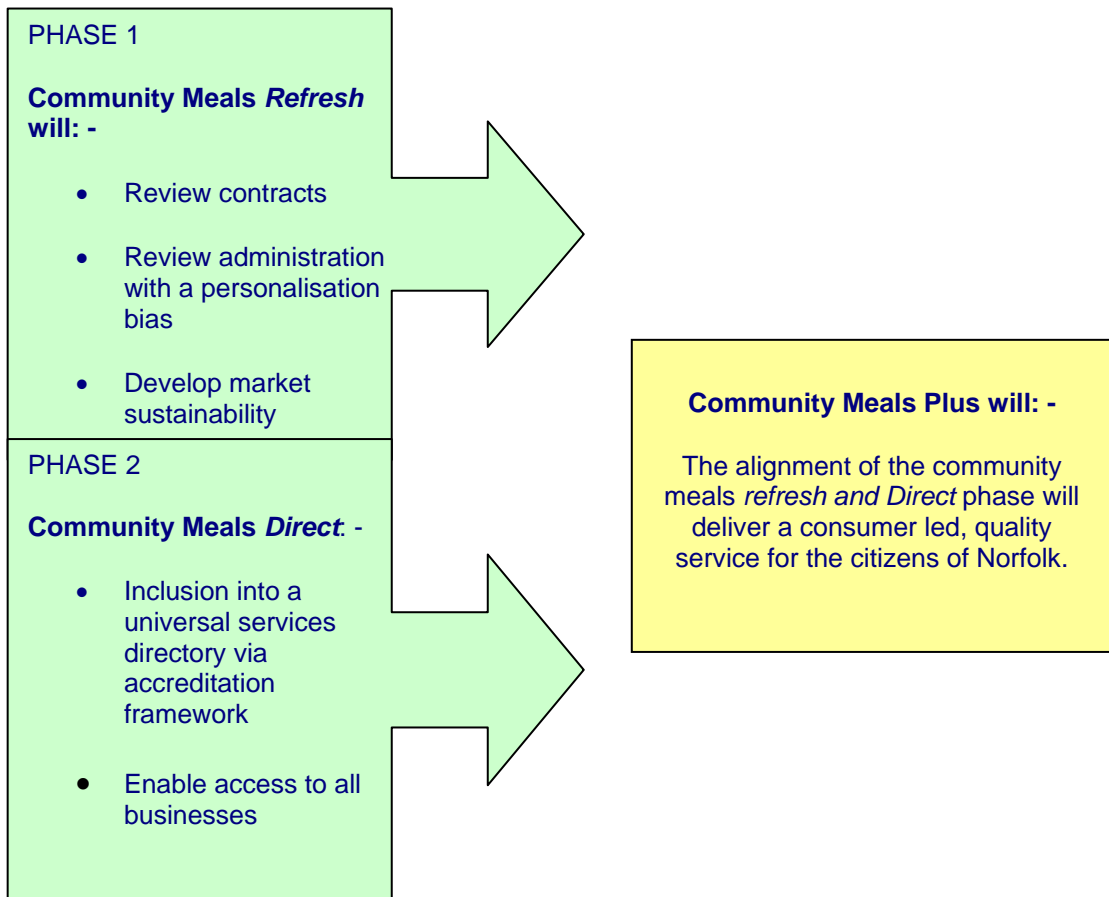 PHASE 1
Community Meals Refresh
will: -
• Review contracts
• Review administration
with a personalisation
bias
• Develop market
sustainability
PHASE 2
Community Meals Direct: -
• Inclusion into a
universal services
directory via
accreditation
framework
• Enable access to all
businesses
Community Meals Plus will: -
The alignment of the community
meals refresh and Direct phase will
deliver a consumer led, quality
service for the citizens of Norfolk.